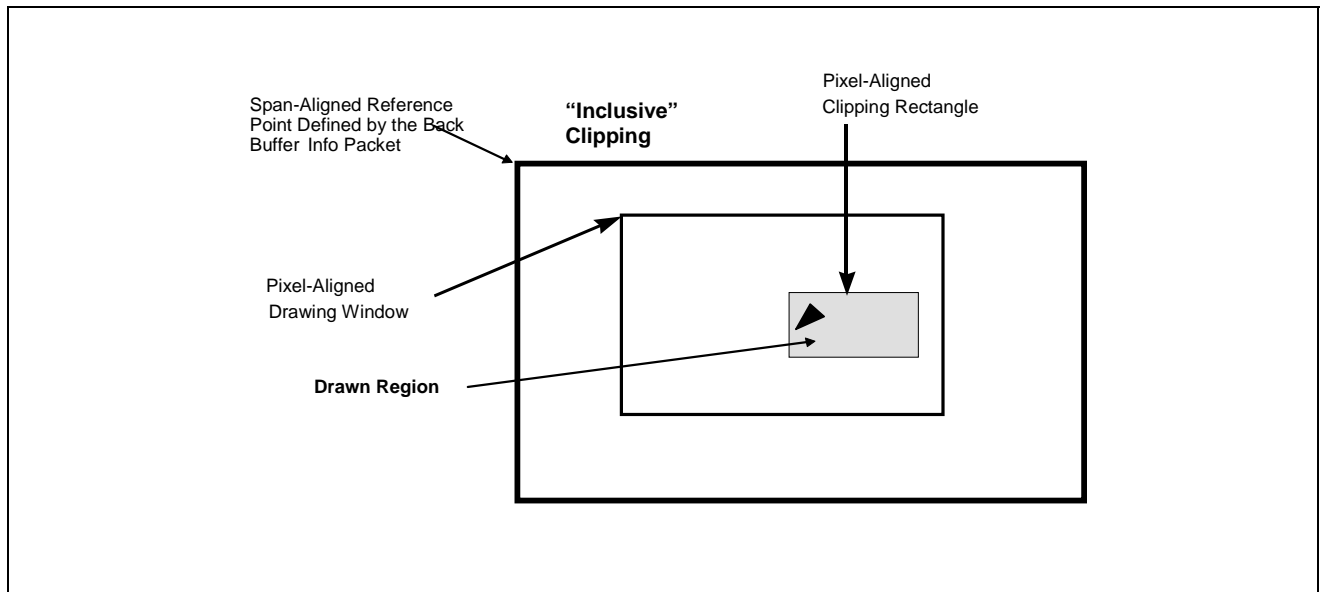 Span-Aligned Reference
Point Defined by the Back
Buffer Info Packet
“Inclusive”
Clipping
Pixel-Aligned
Clipping Rectangle
Pixel-Aligned
Drawing Window
Drawn Region